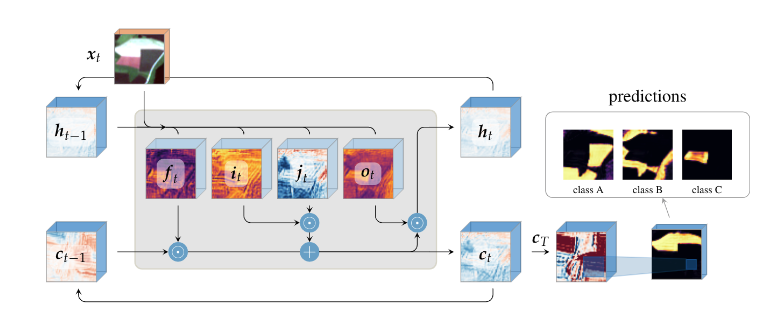 x_t
predictions
h_{t−1}
h_t
f_t
i_t
j_t
o_t
class A
class B
class C
c_{t−1}
c_t
c_T